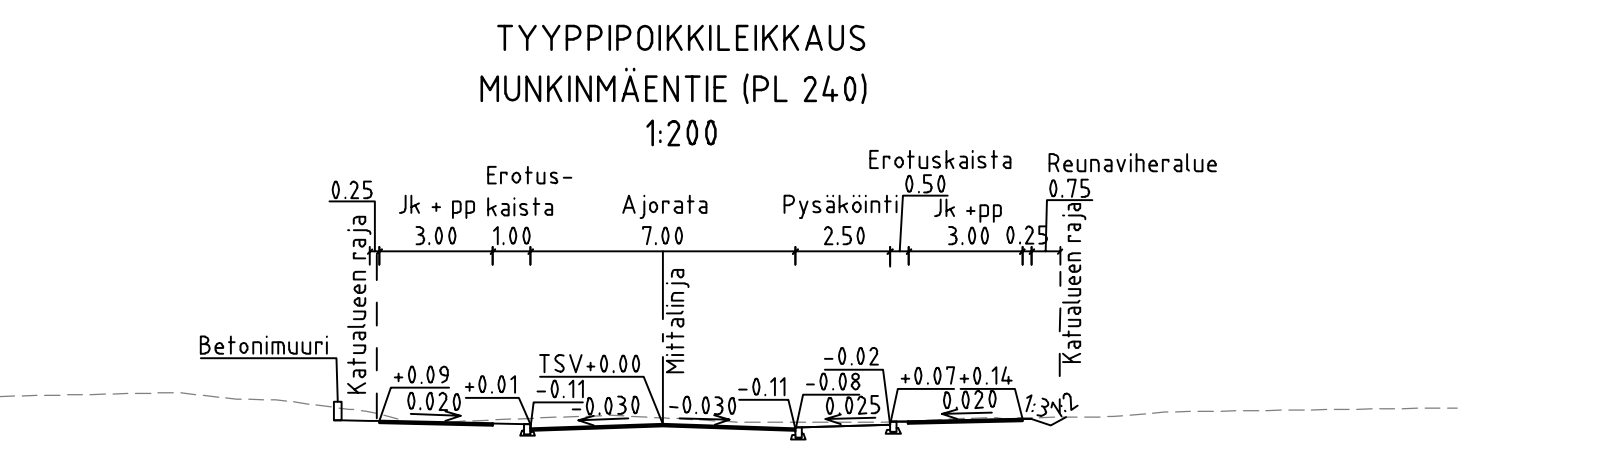 TYYPPIPOIKKILEIKKAUS
MUNKINMÄENTIE (PL 240)
1:200
Erotuskaista
Reunaviheralue
Erotus-
0.25
0.50
0.75
Jk + pp
kaista
Ajorata
Pysäköinti
Jk +pp
3.00
1.00
7.00
2.50
3.00
0.25
Katualueen raja
Mittalinja
Katualueen raja
Betonimuuri
+0.09
+0.01
TSV+0.00
-0.11
-0.11
-0.02
-0.08
+0.07
+0.14
0.020
-0.030
-0.030
0.025
0.020
1:3